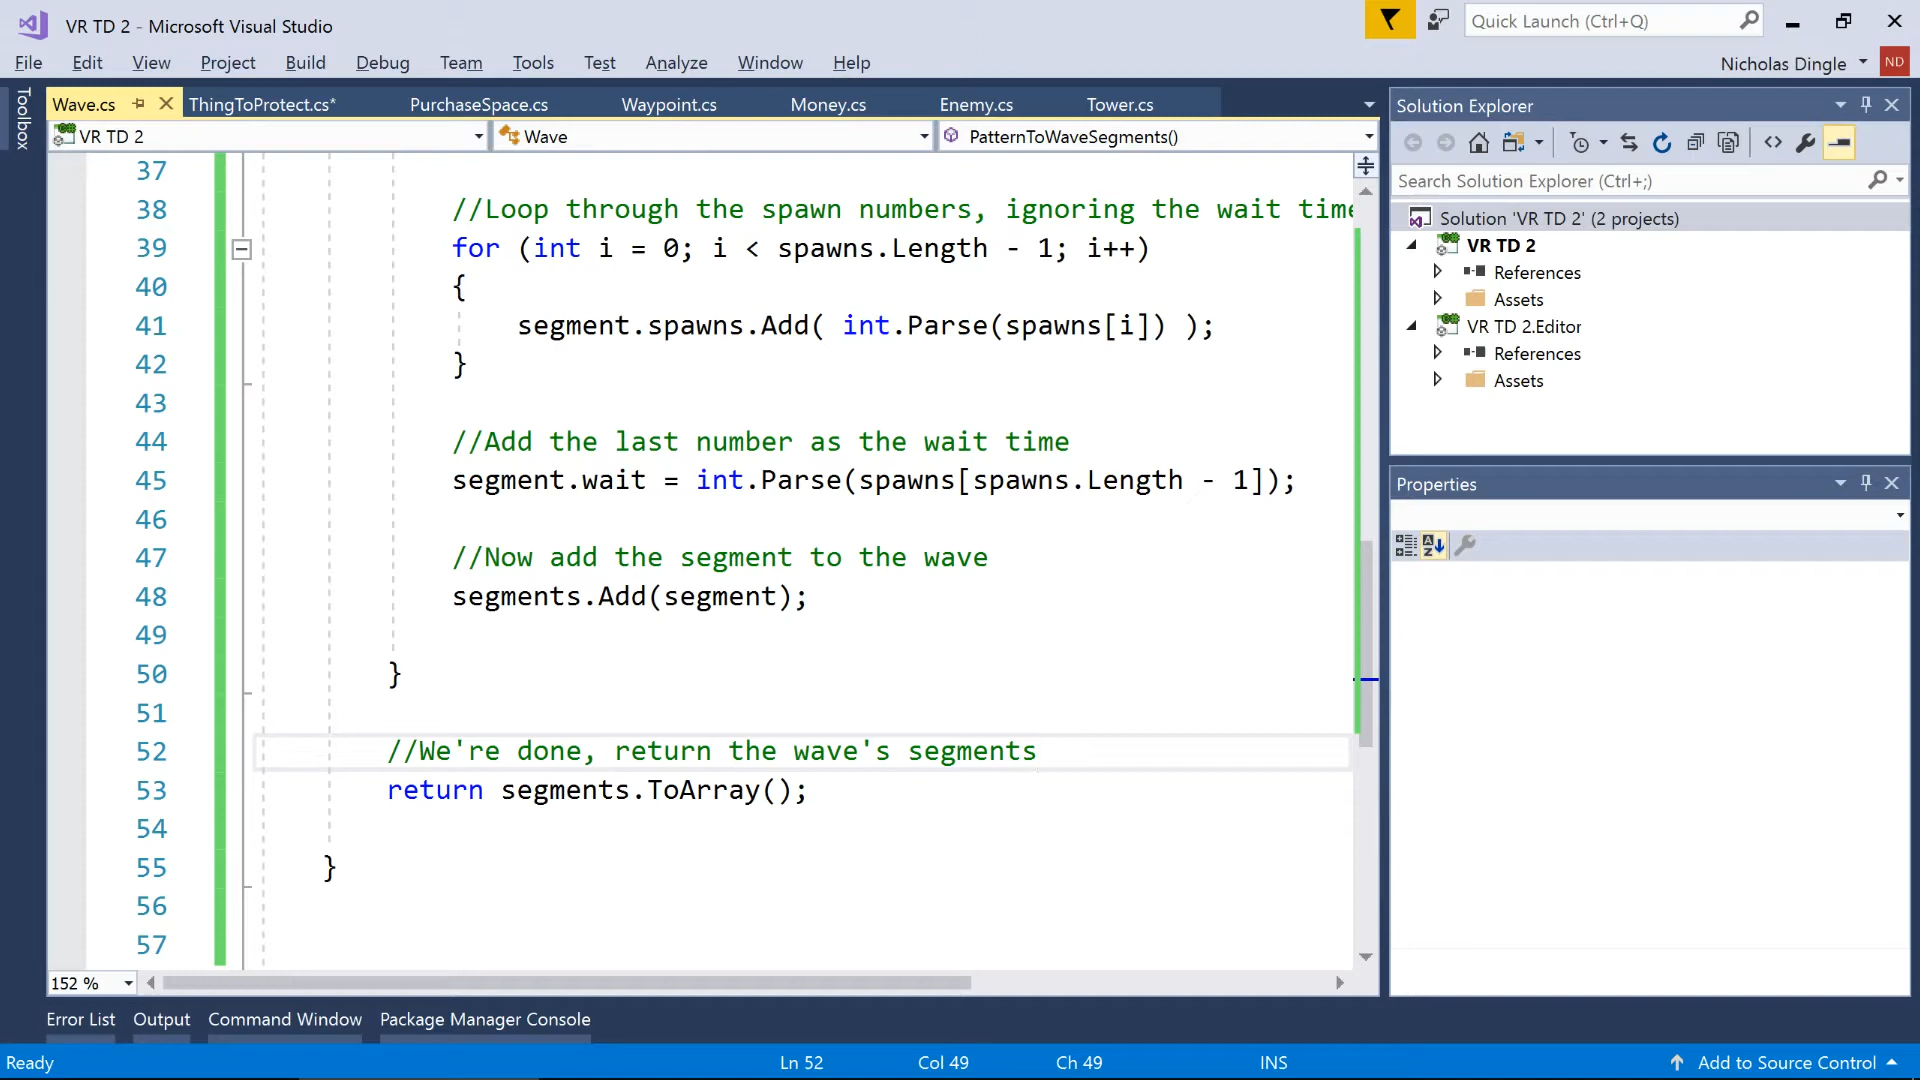 VR TD 2 - Microsoft Visual Studio
Quick Launch (Ctrl+Q)
File Edit View Project Build Debug Team Tools Test Analyze Window Help
Nicholas Dingle ND
Toolbox
Wave.cs ThingToProtect.cs* PurchaseSpace.cs Waypoint.cs Money.cs Enemy.cs Tower.cs
VR TD 2 Wave PatternToWaveSegments()
37
38 //Loop through the spawn numbers, ignoring the wait time
39 for (int i = 0; i < spawns.Length - 1; i++)
40 {
41 segment.spawns.Add( int.Parse(spawns[i]) );
42 }
43
44 //Add the last number as the wait time
45 segment.wait = int.Parse(spawns[spawns.Length - 1]);
46
47 //Now add the segment to the wave
48 segments.Add(segment);
49
50 }
51
52 //We're done, return the wave's segments
53 return segments.ToArray();
54
55 }
56
57
152 %
Solution Explorer
Search Solution Explorer (Ctrl+;)
Solution 'VR TD 2' (2 projects)
VR TD 2
References
Assets
VR TD 2.Editor
References
Assets
Properties
Error List Output Command Window Package Manager Console
Ready Ln 52 Col 49 Ch 49 INS Add to Source Control